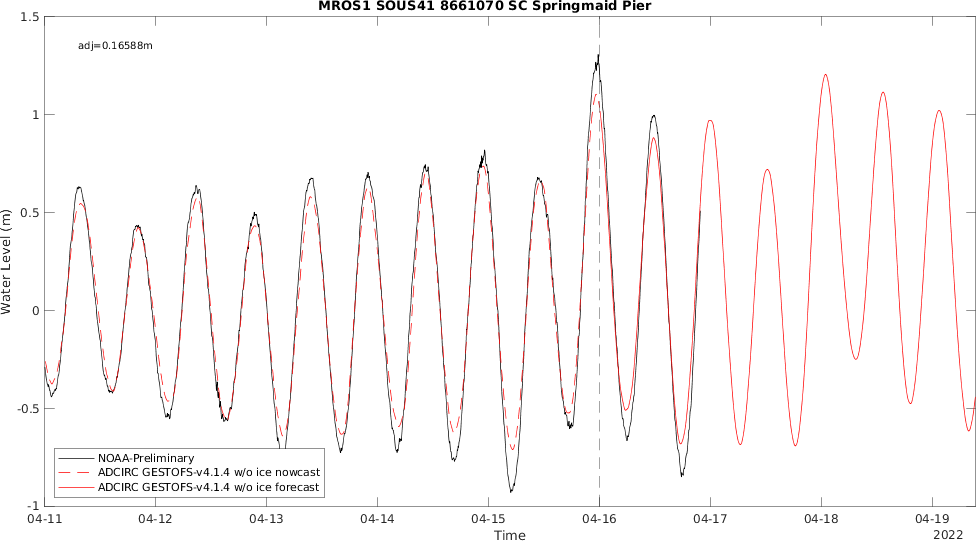 MROS1 SOUS41 8661070 SC Springmaid Pier
adj=0.16588m
Water Level (m)
1.5
1
0.5
0
-0.5
-1
NOAA-Preliminary
ADCIRC GESTOFS-v4.1.4 w/o ice nowcast
ADCIRC GESTOFS-v4.1.4 w/o ice forecast
04-11 04-12 04-13 04-14 04-15 04-16 04-17 04-18 04-19
Time
2022